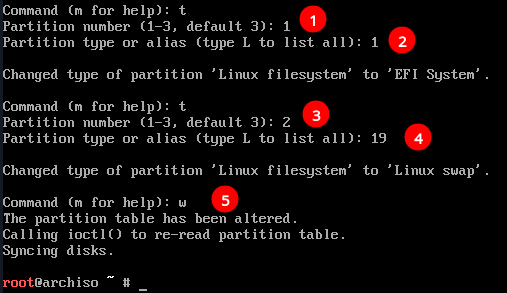 Command (m for help): t
Partition number (1-3, default 3): 1 1
Partition type or alias (type L to list all): 1 2
Changed type of partition 'Linux filesystem' to 'EFI System'.
Command (m for help): t
Partition number (1-3, default 3): 2 3
Partition type or alias (type L to list all): 19 4
Changed type of partition 'Linux filesystem' to 'Linux swap'.
Command (m for help): w 5
The partition table has been altered.
Calling ioctl() to re-read partition table.
Syncing disks.
root@archiso ~ # _